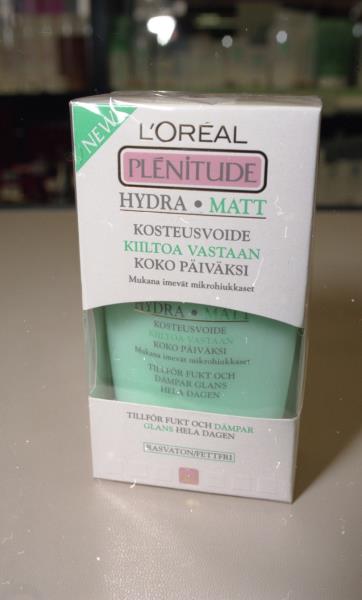 NEW
L'ORÉAL
PLÉNITUDE
HYDRA • MATT
KOSTEUSVOIDE
KIILTOA VASTAAN
KOKO PÄIVÄKSI
Mukana imevät mikrohiukkaset
HYDRA • MATT
KOSTEUSVOIDE
KIILTOA VASTAAN
KOKO PÄIVÄKSI
Mukana imevät mikrohiukkaset
TILLFÖR FUKT OCH
DÄMPAR GLANS
HELA DAGEN
TILLFÖR FUKT OCH DÄMPAR
GLANS HELA DAGEN
RASVATON/FETTFRI